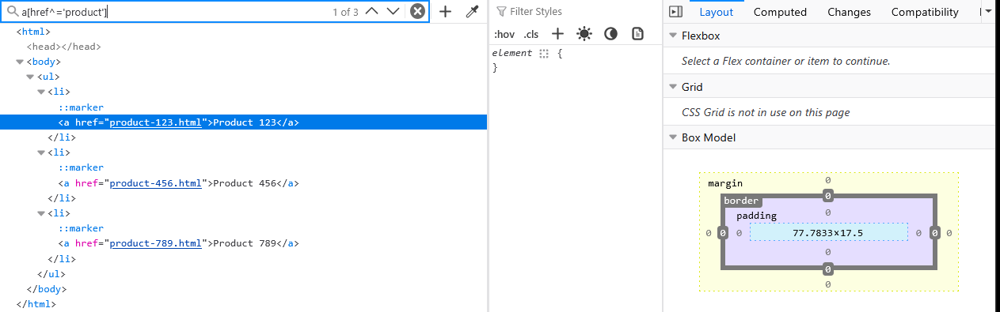 a[href^='product'] 1 of 3
<html>
<head></head>
<body>
<ul>
<li>
::marker
<a href="product-123.html">Product 123</a>
</li>
<li>
::marker
<a href="product-456.html">Product 456</a>
</li>
<li>
::marker
<a href="product-789.html">Product 789</a>
</li>
</ul>
</body>
</html>
Filter Styles
:hov .cls
element {
}
Layout Computed Changes Compatibility
Flexbox
Select a Flex container or item to continue.
Grid
CSS Grid is not in use on this page
Box Model
margin 0
border 0
padding 0
0 0 0 77.7833×17.5 0 0 0
0
0
0